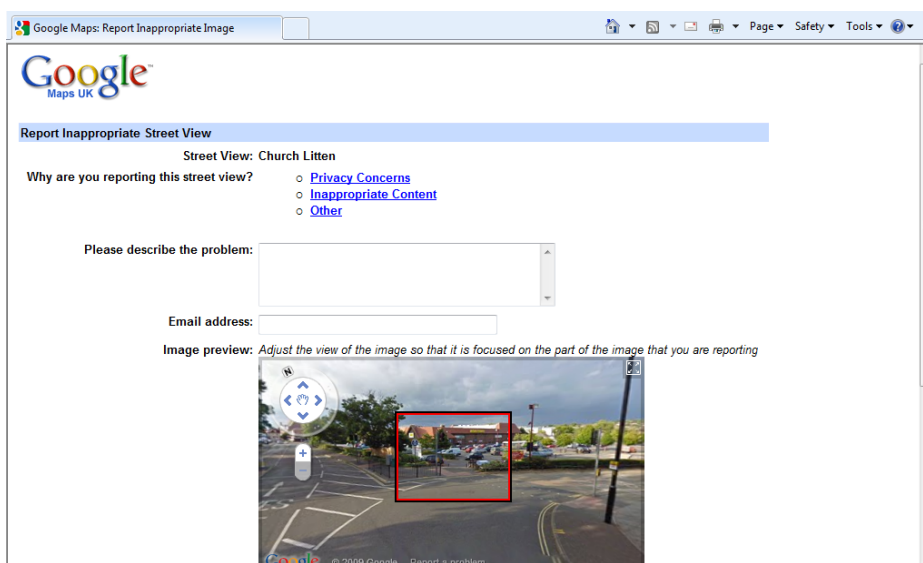 Google Maps: Report Inappropriate Image
Page Safety Tools
Google™
Maps UK
Report Inappropriate Street View
Street View: Church Litten
Why are you reporting this street view?
Privacy Concerns
Inappropriate Content
Other
Please describe the problem:
Email address:
Image preview: Adjust the view of the image so that it is focused on the part of the image that you are reporting
N
Google © 2009 Google Report a problem